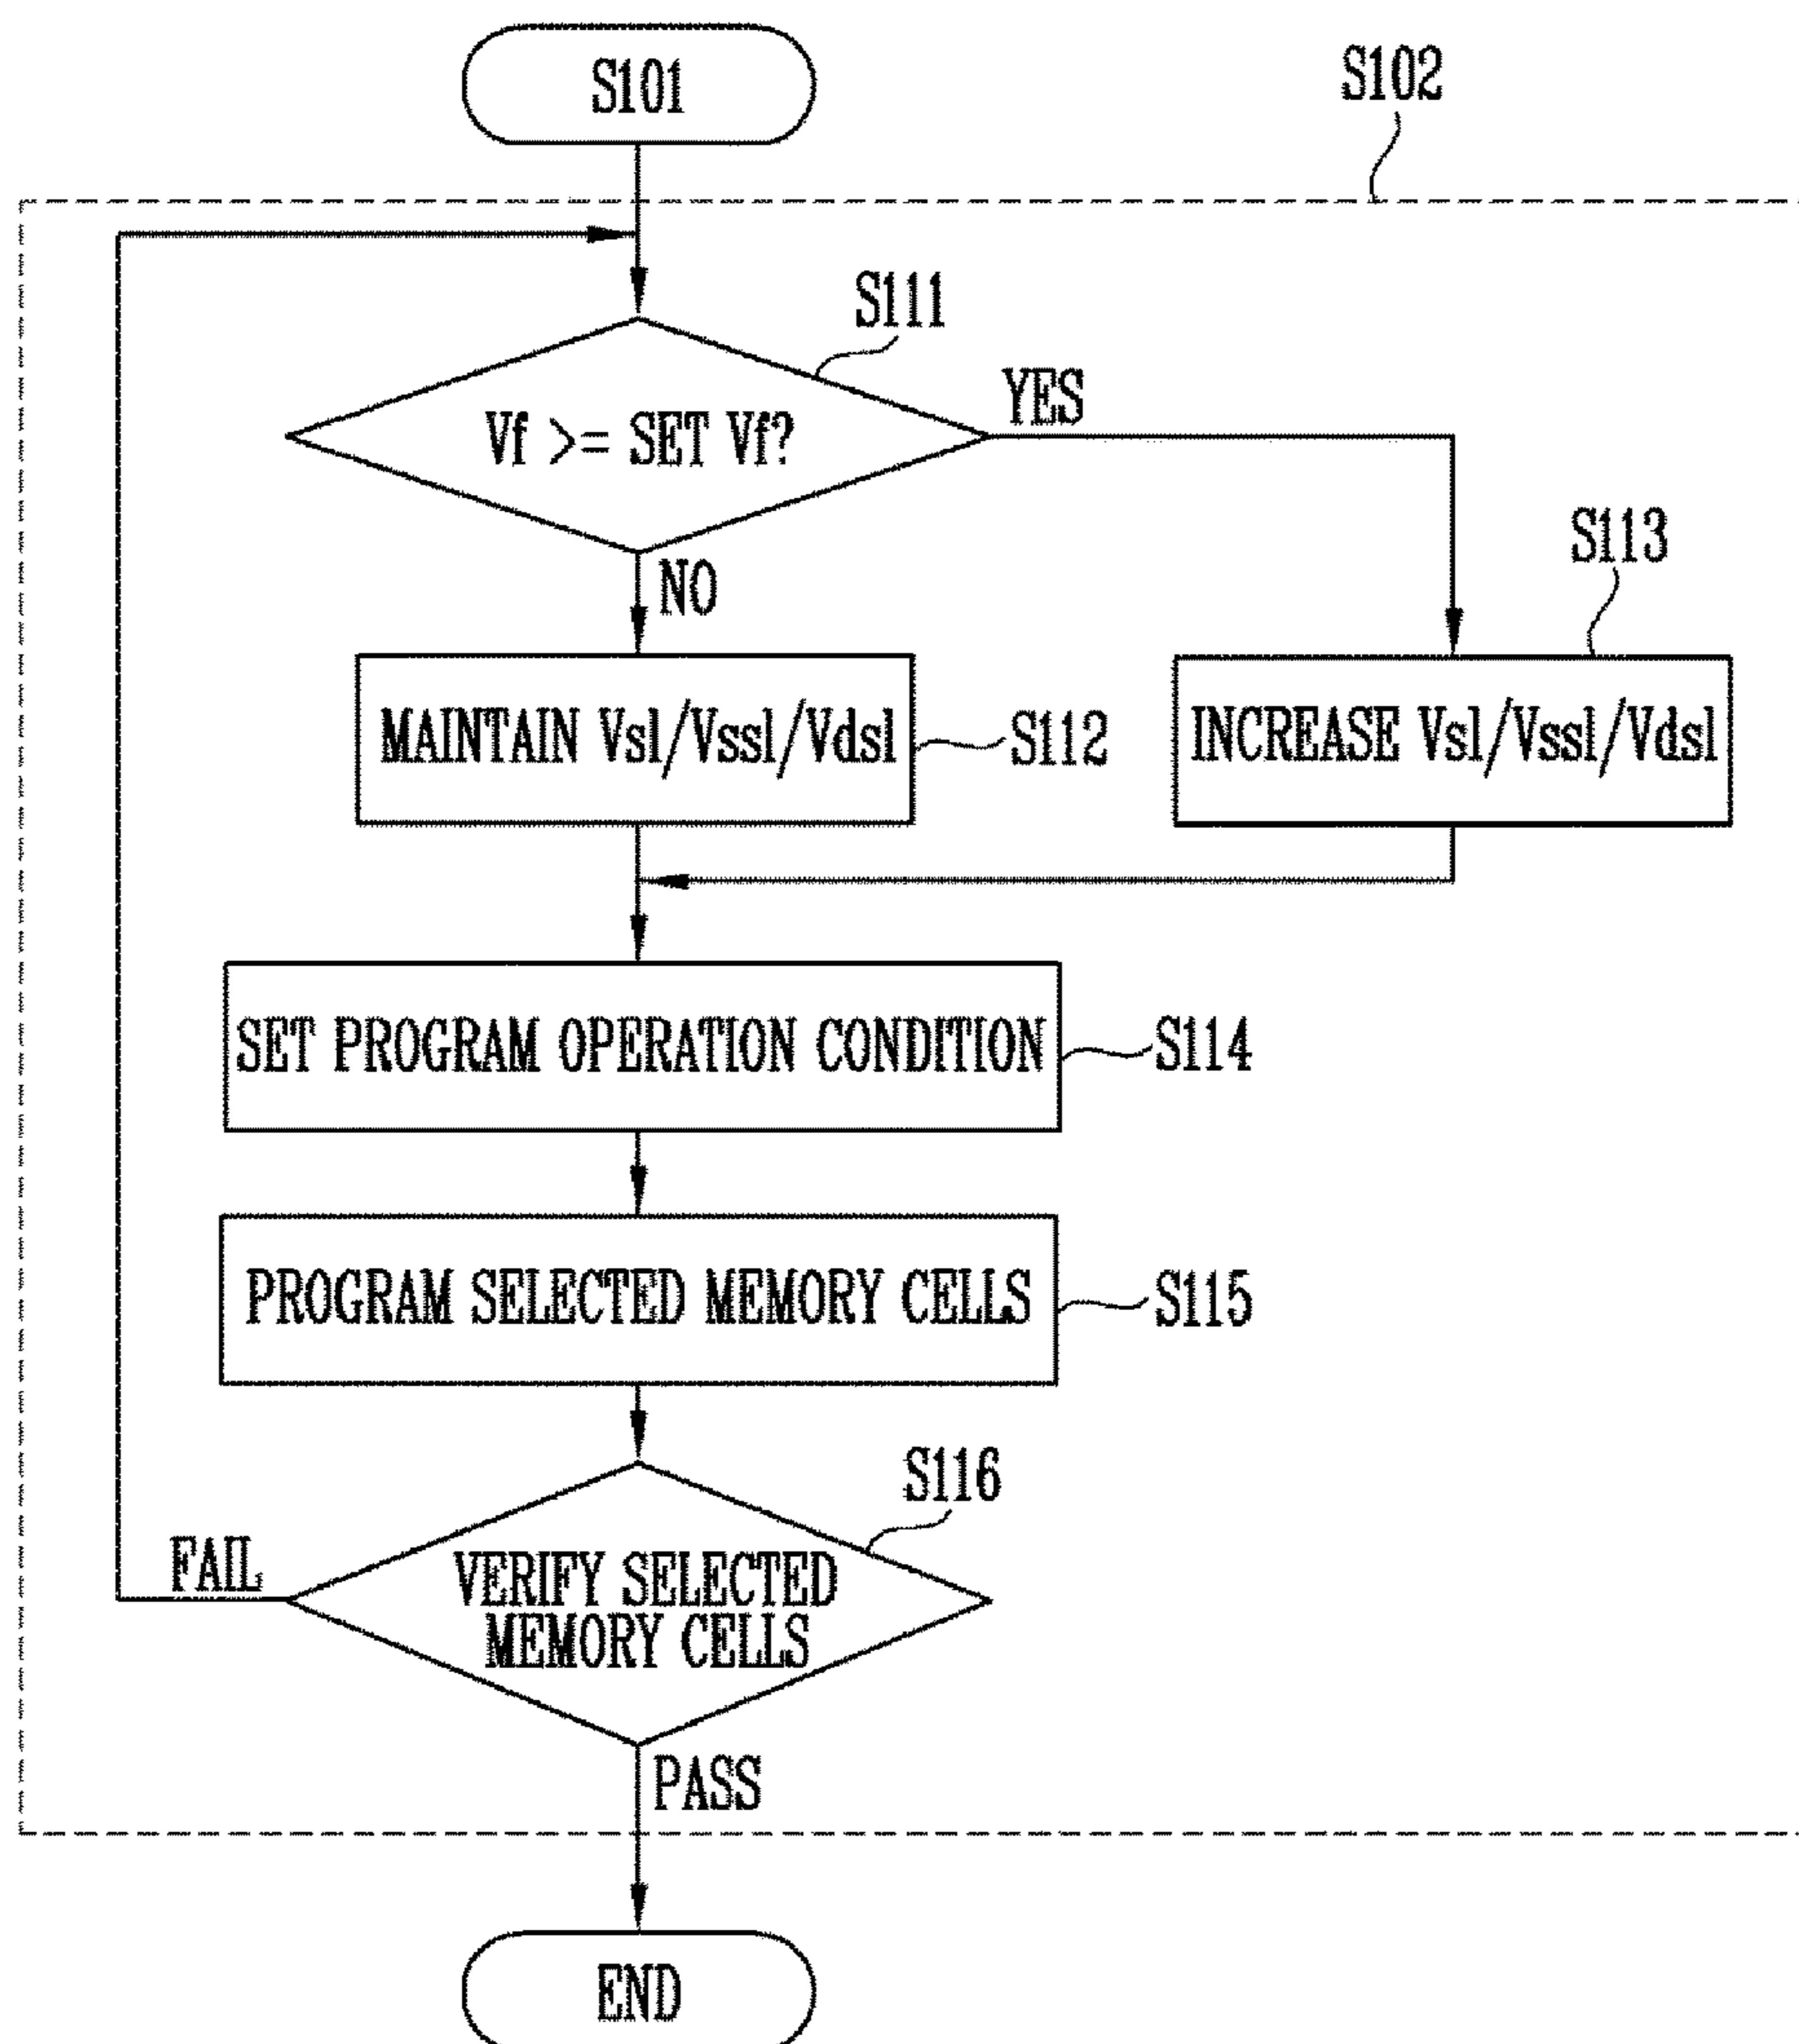 S101
S102
S111
Vf >= SET Vf?
YES
NO
S113
MAINTAIN Vsl/Vssl/Vdsl
S112
INCREASE Vsl/Vssl/Vdsl
SET PROGRAM OPERATION CONDITION
S114
PROGRAM SELECTED MEMORY CELLS
S115
S116
FAIL
VERIFY SELECTED
MEMORY CELLS
PASS
END